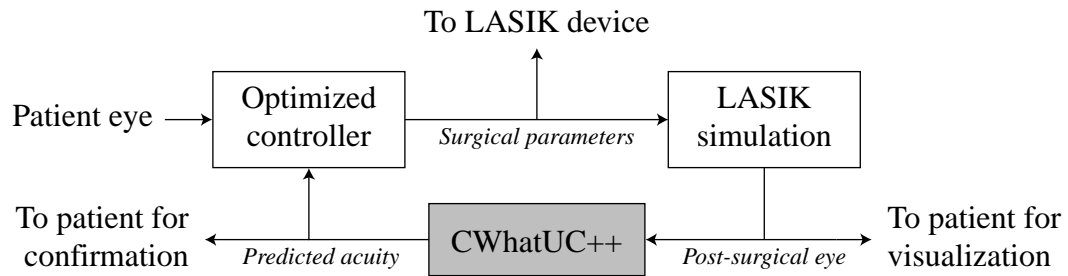 To LASIK device
Patient eye
Optimized
controller
Surgical parameters
LASIK
simulation
To patient for
confirmation
Predicted acuity
CWhatUC++
Post-surgical eye
To patient for
visualization